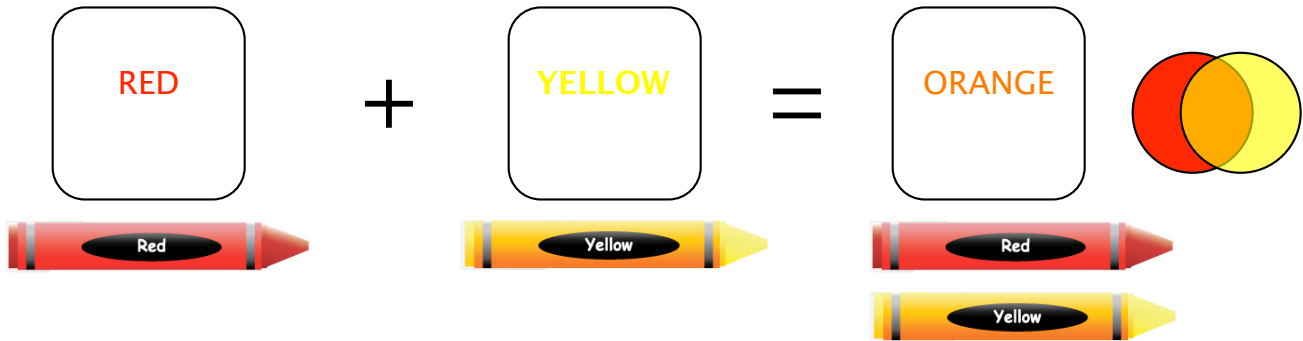 RED + YELLOW = ORANGE
Red
Yellow
Red
Yellow